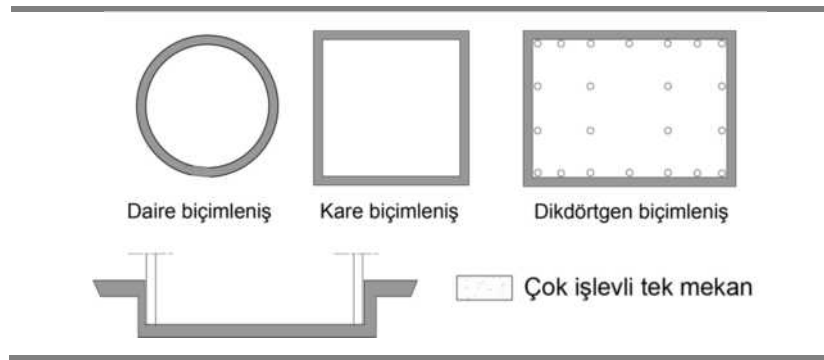 Daire biçimleniş
Kare biçimleniş
Dikdörtgen biçimleniş
Çok işlevli tek mekan